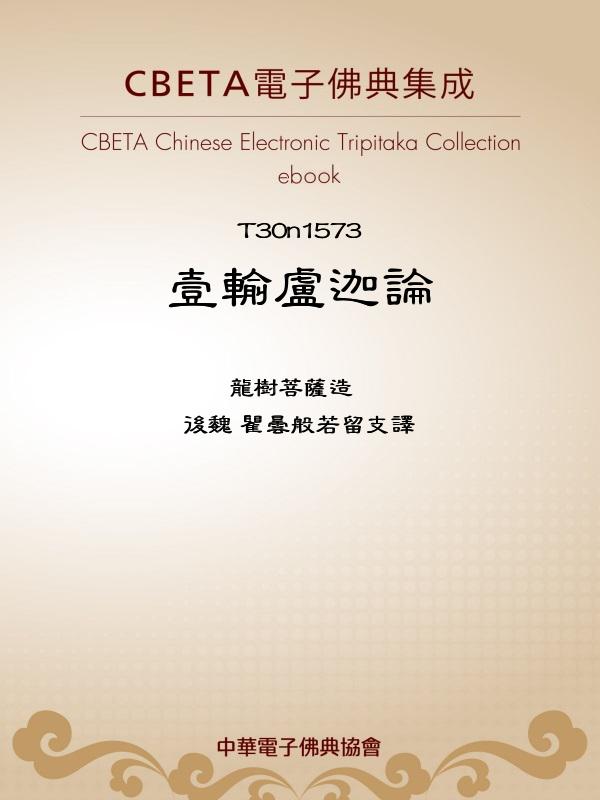 CBETA電子佛典集成
CBETA Chinese Electronic Tripitaka Collection
ebook
T30n1573
壹輸盧迦論
龍樹菩薩造
後魏 瞿曇般若留支譯
中華電子佛典協會